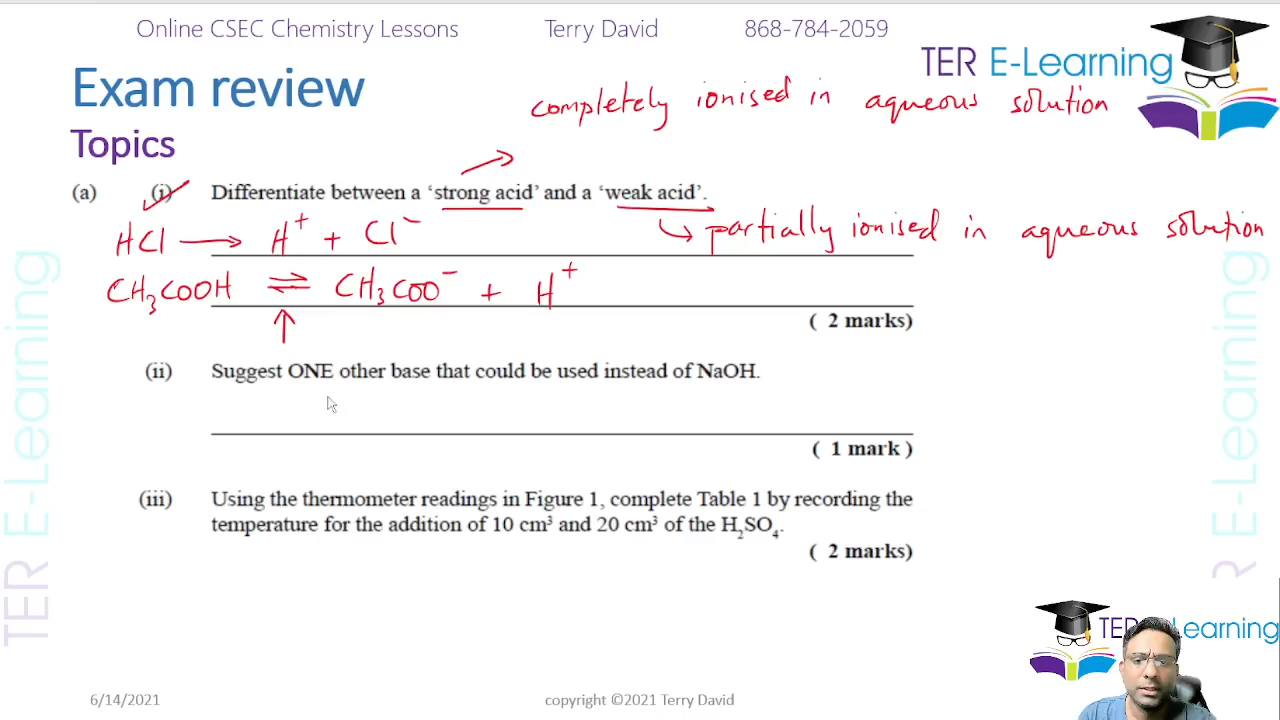 Online CSEC Chemistry Lessons Terry David 868-784-2059
TER E-Learning
Exam review
completely ionised in aqueous solution
Topics
(a) (i) Differentiate between a ‘strong acid’ and a ‘weak acid’.
partially ionised in aqueous solution
HCl → H⁺ + Cl⁻
CH₃COOH ⇌ CH₃COO⁻ + H⁺
( 2 marks)
(ii) Suggest ONE other base that could be used instead of NaOH.
( 1 mark )
(iii) Using the thermometer readings in Figure 1, complete Table 1 by recording the
temperature for the addition of 10 cm³ and 20 cm³ of the H₂SO₄.
( 2 marks)
TER E-Learning
TER E-Learning
6/14/2021 copyright ©2021 Terry David